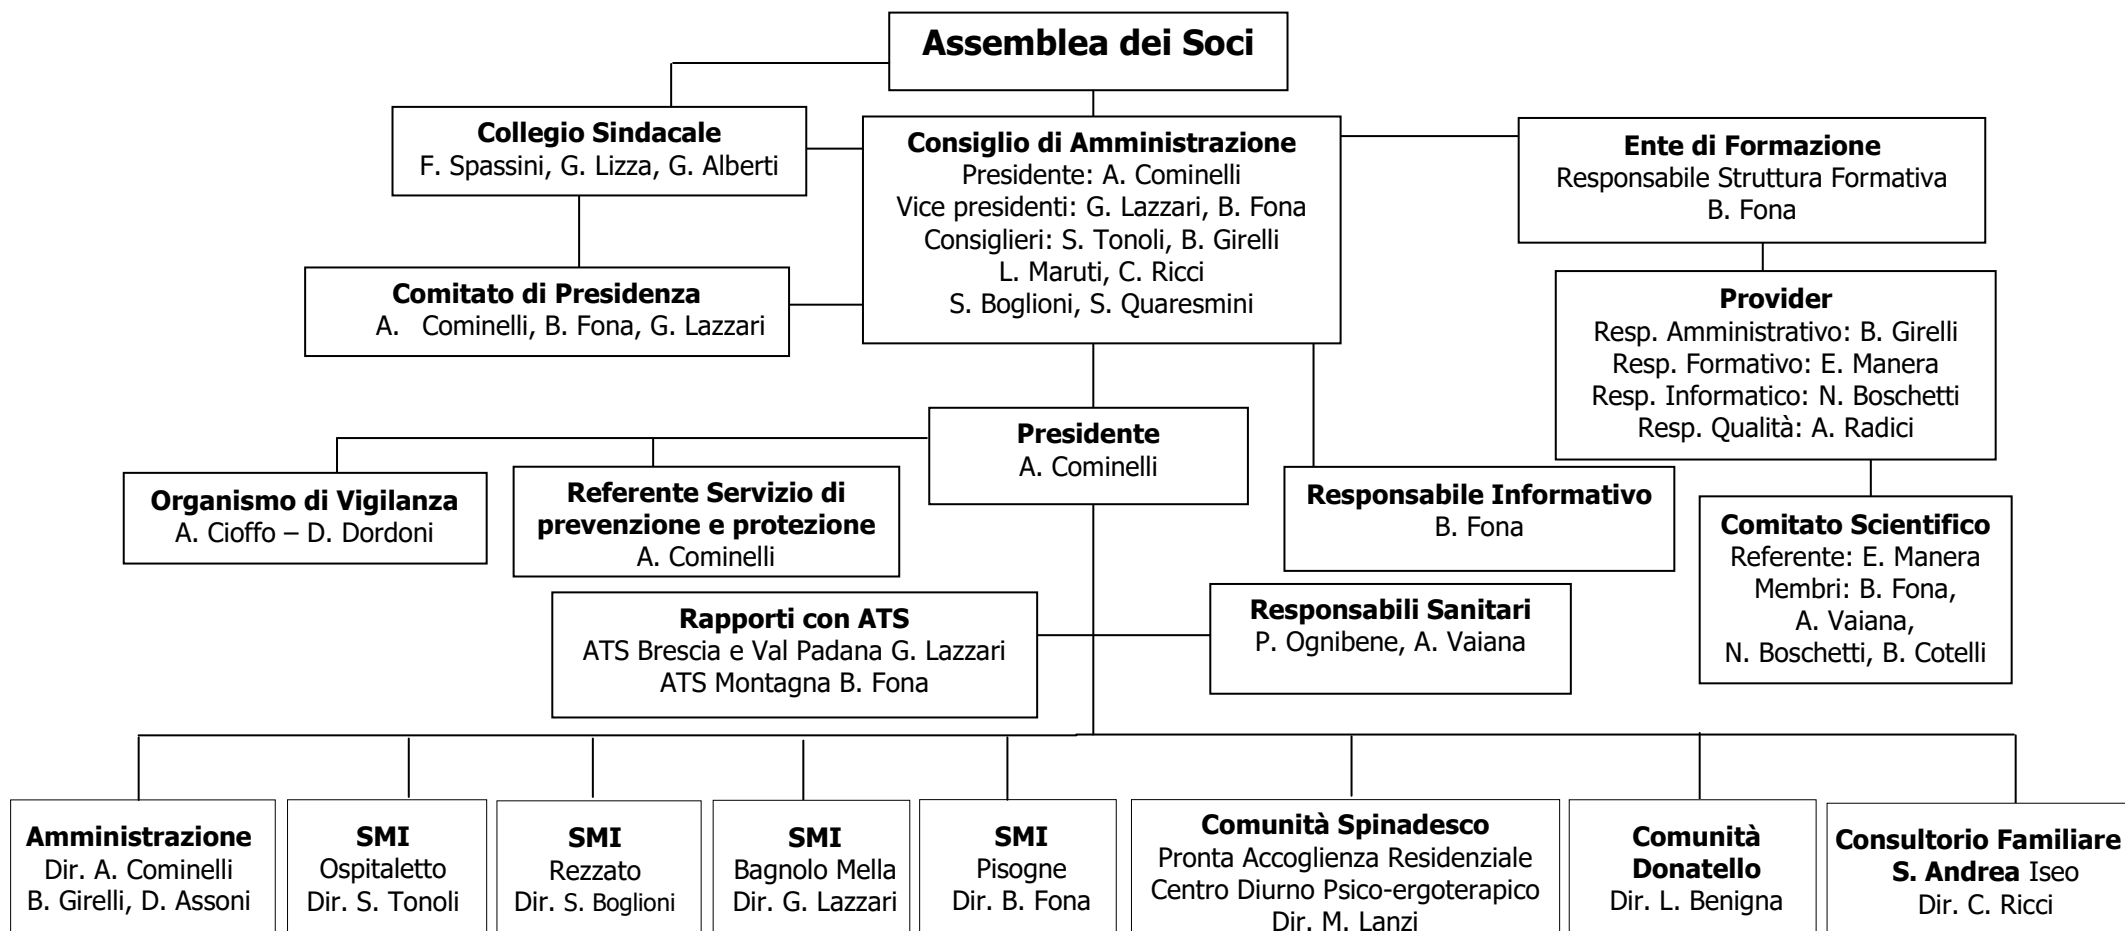 Assemblea dei Soci
Collegio Sindacale
F. Spassini, G. Lizza, G. Alberti
Consiglio di Amministrazione
Presidente: A. Cominelli
Vice presidenti: G. Lazzari, B. Fona
Consiglieri: S. Tonoli, B. Girelli
L. Maruti, C. Ricci
S. Boglioni, S. Quaresmini
Ente di Formazione
Responsabile Struttura Formativa
B. Fona
Comitato di Presidenza
A. Cominelli, B. Fona, G. Lazzari
Provider
Resp. Amministrativo: B. Girelli
Resp. Formativo: E. Manera
Resp. Informatico: N. Boschetti
Resp. Qualità: A. Radici
Presidente
A. Cominelli
Organismo di Vigilanza
A. Cioffo – D. Dordoni
Referente Servizio di
prevenzione e protezione
A. Cominelli
Responsabile Informativo
B. Fona
Comitato Scientifico
Referente: E. Manera
Membri: B. Fona,
A. Vaiana,
N. Boschetti, B. Cotelli
Rapporti con ATS
ATS Brescia e Val Padana G. Lazzari
ATS Montagna B. Fona
Responsabili Sanitari
P. Ognibene, A. Vaiana
Amministrazione
Dir. A. Cominelli
B. Girelli, D. Assoni
SMI
Ospitaletto
Dir. S. Tonoli
SMI
Rezzato
Dir. S. Boglioni
SMI
Bagnolo Mella
Dir. G. Lazzari
SMI
Pisogne
Dir. B. Fona
Comunità Spinadesco
Pronta Accoglienza Residenziale
Centro Diurno Psico-ergoterapico
Dir. M. Lanzi
Comunità
Donatello
Dir. L. Benigna
Consultorio Familiare
S. Andrea Iseo
Dir. C. Ricci